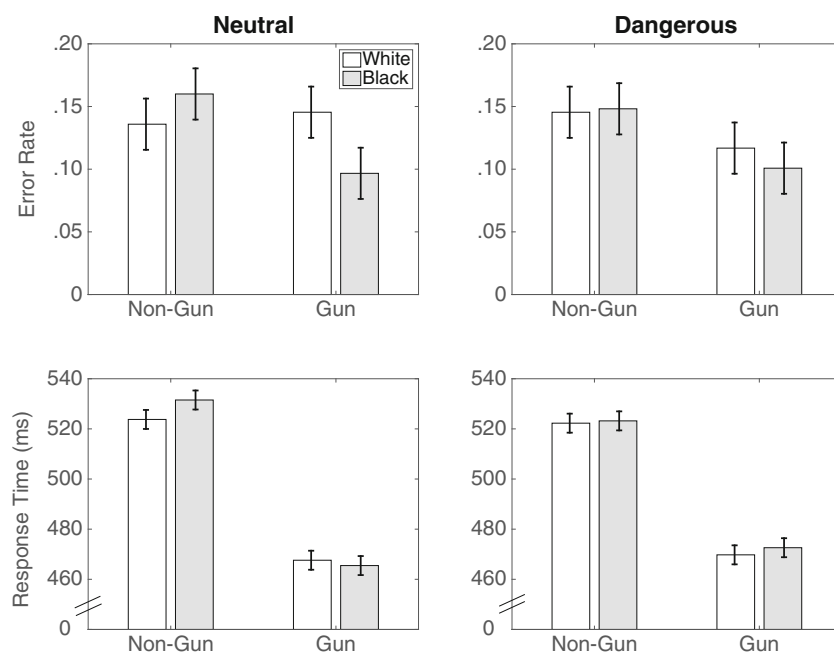 Neutral
Dangerous
Error Rate
.20
.15
.10
.05
0
White
Black
Non-Gun
Gun
.20
.15
.10
.05
0
Non-Gun
Gun
Response Time (ms)
540
520
500
480
460
0
Non-Gun
Gun
540
520
500
480
460
0
Non-Gun
Gun